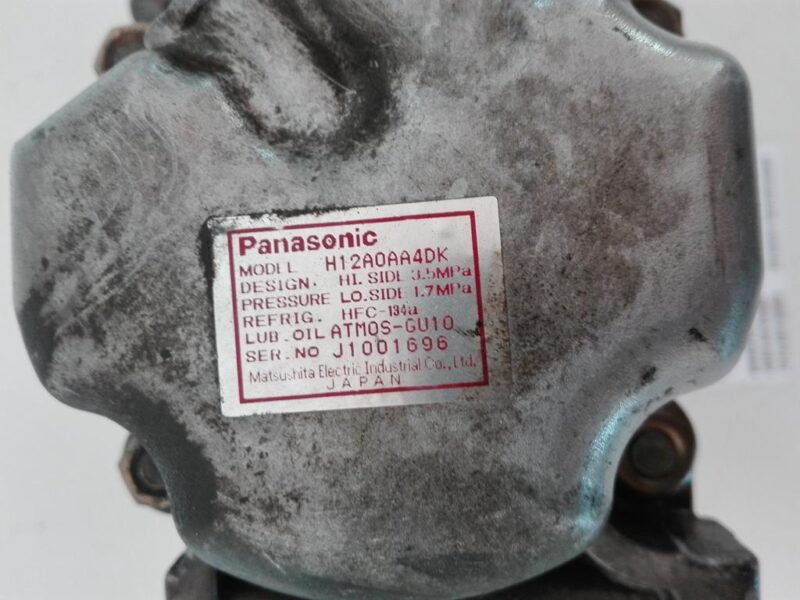 Panasonic
MODEL H12A0AA4DK
DESIGN. HI. SIDE 3.5MPa
PRESSURE LO. SIDE 1.7MPa
REFRIG. HFC-134a
LUB. OIL ATMOS-GU10
SER. NO J1001696
Matsushita Electric Industrial Co., Ltd.
JAPAN